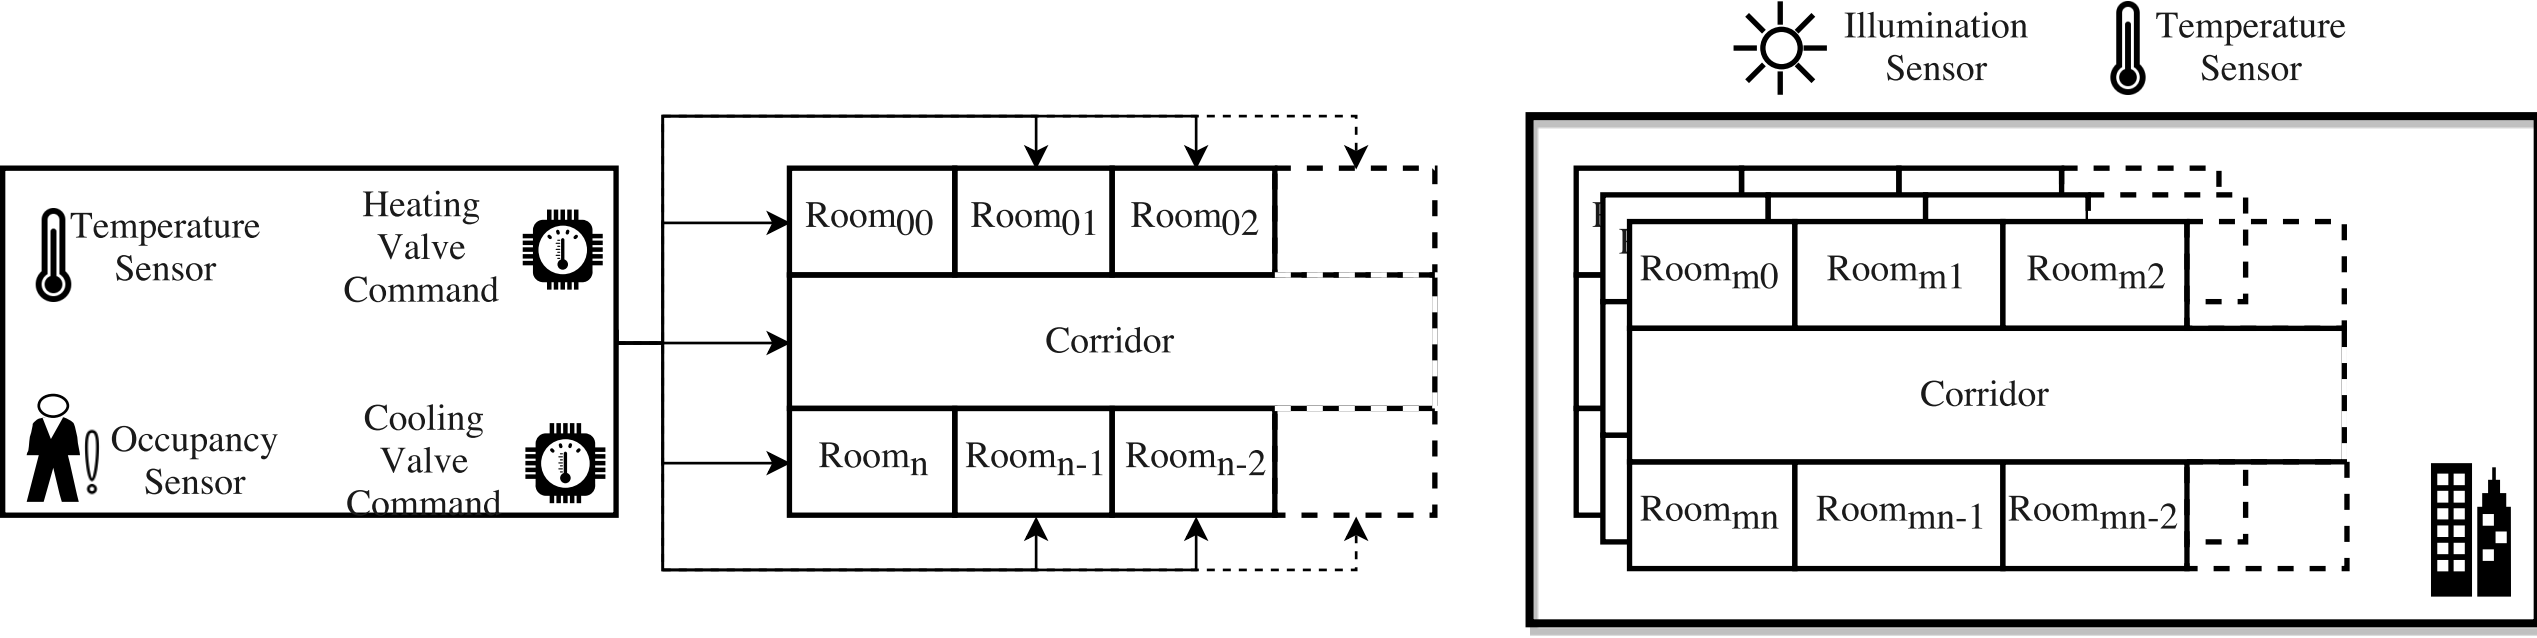 Temperature
Sensor
Heating
Valve
Command
Occupancy
Sensor
Cooling
Valve
Command
Room00
Room01
Room02
Corridor
Roomn
Roomn-1
Roomn-2
Illumination
Sensor
Temperature
Sensor
Roomm0
Roomm1
Roomm2
Corridor
Roommn
Roommn-1
Roommn-2